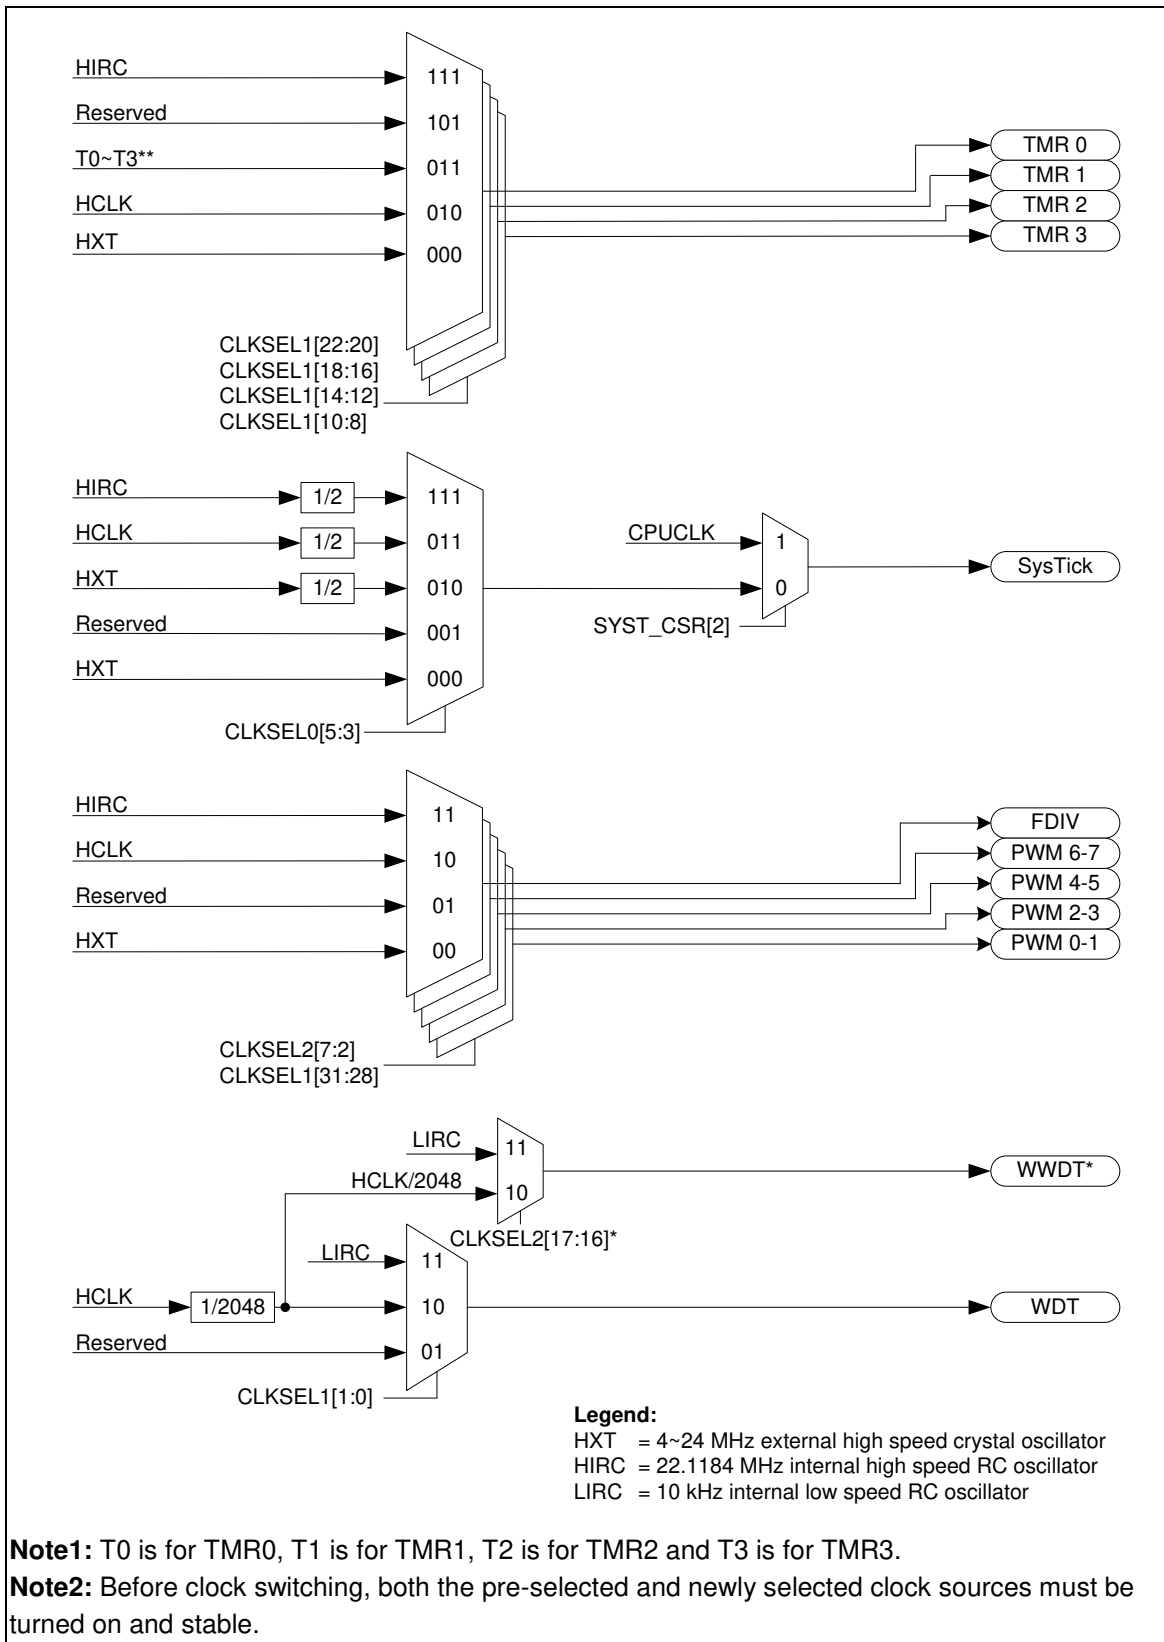 HIRC
111
Reserved
101
T0~T3**
011
HCLK
010
HXT
000
TMR 0
TMR 1
TMR 2
TMR 3
CLKSEL1[22:20]
CLKSEL1[18:16]
CLKSEL1[14:12]
CLKSEL1[10:8]
HIRC
1/2
111
HCLK
1/2
011
HXT
1/2
010
Reserved
001
HXT
000
CPUCLK
1
0
SysTick
SYST_CSR[2]
CLKSEL0[5:3]
HIRC
11
HCLK
10
Reserved
01
HXT
00
FDIV
PWM 6-7
PWM 4-5
PWM 2-3
PWM 0-1
CLKSEL2[7:2]
CLKSEL1[31:28]
LIRC
11
HCLK/2048
10
WWDT*
CLKSEL2[17:16]*
LIRC
11
HCLK
1/2048
10
WDT
Reserved
01
CLKSEL1[1:0]
Legend:
HXT = 4~24 MHz external high speed crystal oscillator
HIRC = 22.1184 MHz internal high speed RC oscillator
LIRC = 10 kHz internal low speed RC oscillator
Note1: T0 is for TMR0, T1 is for TMR1, T2 is for TMR2 and T3 is for TMR3.
Note2: Before clock switching, both the pre-selected and newly selected clock sources must be
turned on and stable.